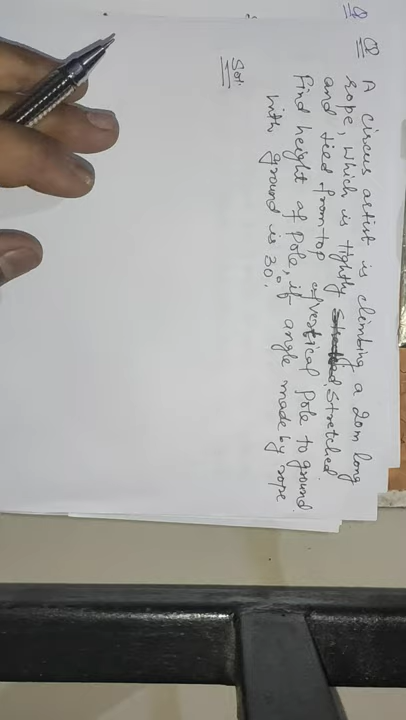 Q Q A circus artist is climbing a 20m long
rope, which is tightly stretched
and tied from top of vertical Pole to ground.
Find height of Pole, if angle made by rope
with ground is 30°.
Sol: